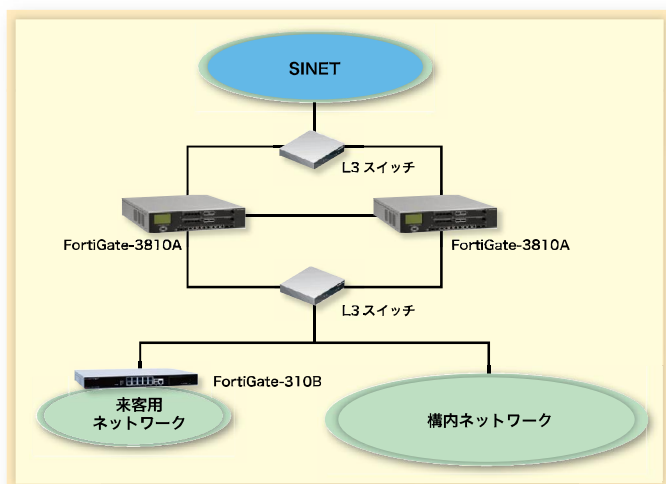 SINET
L3 スイッチ
FortiGate-3810A
FortiGate-3810A
L3 スイッチ
FortiGate-310B
来客用
ネットワーク
構内ネットワーク